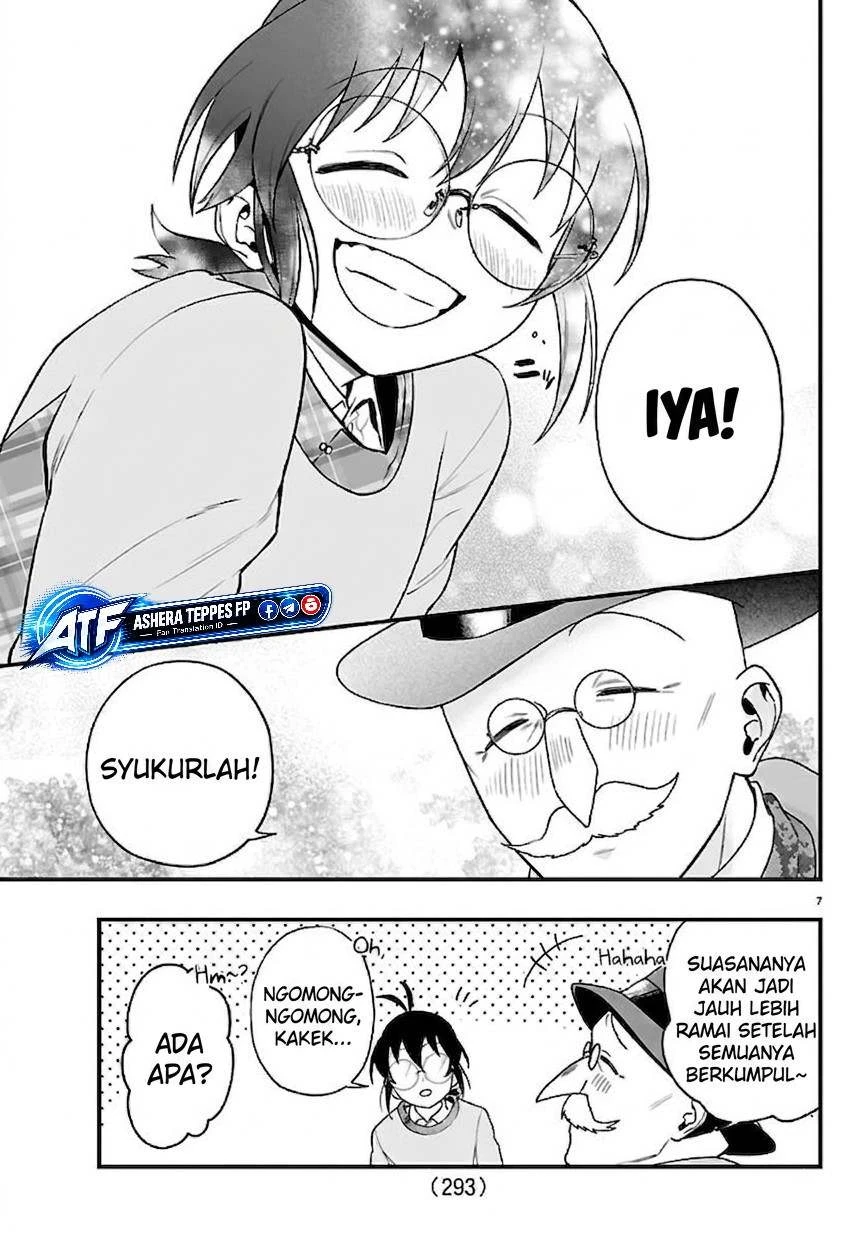 IYA!
ATF
ASHERA TEPPES FP
Fan Translation ID
SYUKURLAH!
7
Hahaha
SUASANANYA
AKAN JADI
JAUH LEBIH
RAMAI SETELAH
SEMUANYA
BERKUMPUL~
Oh,
NGOMONG-
NGOMONG,
KAKEK...
Hm~?
ADA
APA?
(293)